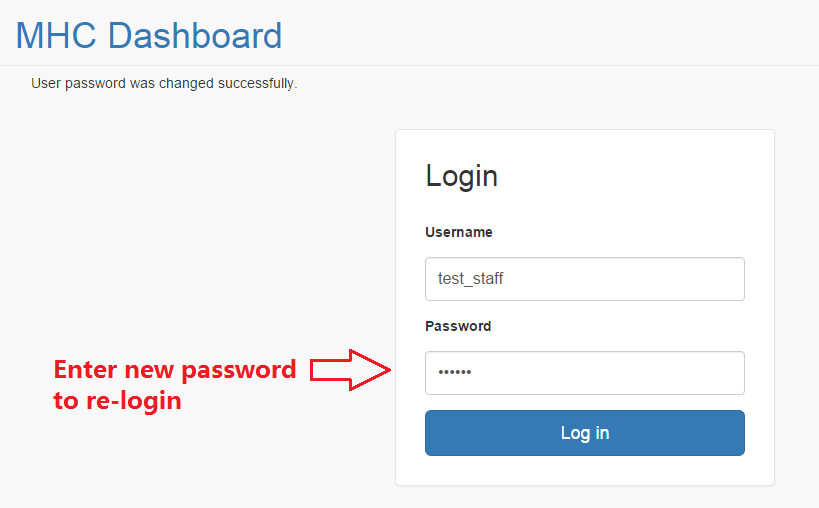 MHC Dashboard
User password was changed successfully.
Login
Username
test_staff
Password
••••••
Enter new password
to re-login
Log in